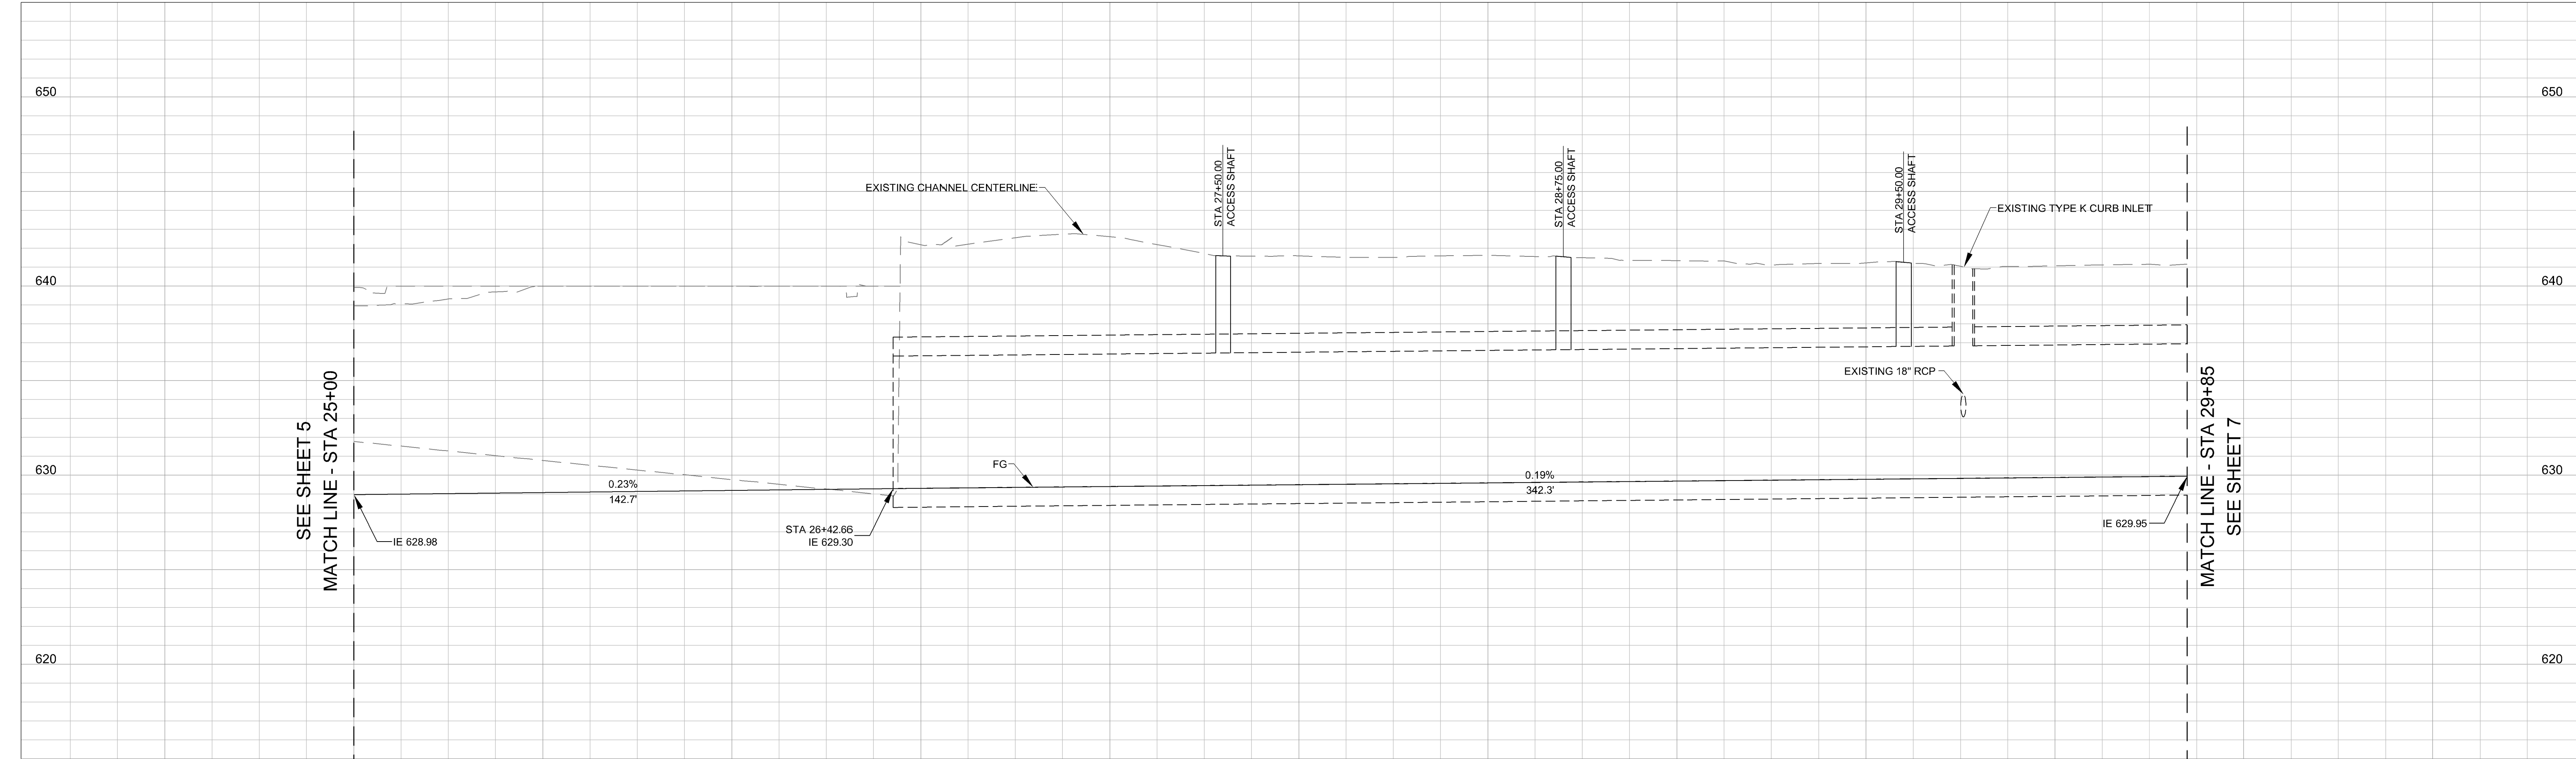 650
650
STA 27+50.00
ACCESS SHAFT
STA 28+75.00
ACCESS SHAFT
STA 29+50.00
ACCESS SHAFT
EXISTING CHANNEL CENTERLINE
EXISTING TYPE K CURB INLET
640
640
EXISTING 18" RCP
SEE SHEET 5
MATCH LINE - STA 25+00
MATCH LINE - STA 29+85
SEE SHEET 7
630
630
FG
0.23%
142.7'
0.19%
342.3'
STA 26+42.66
IE 629.30
IE 628.98
IE 629.95
620
620